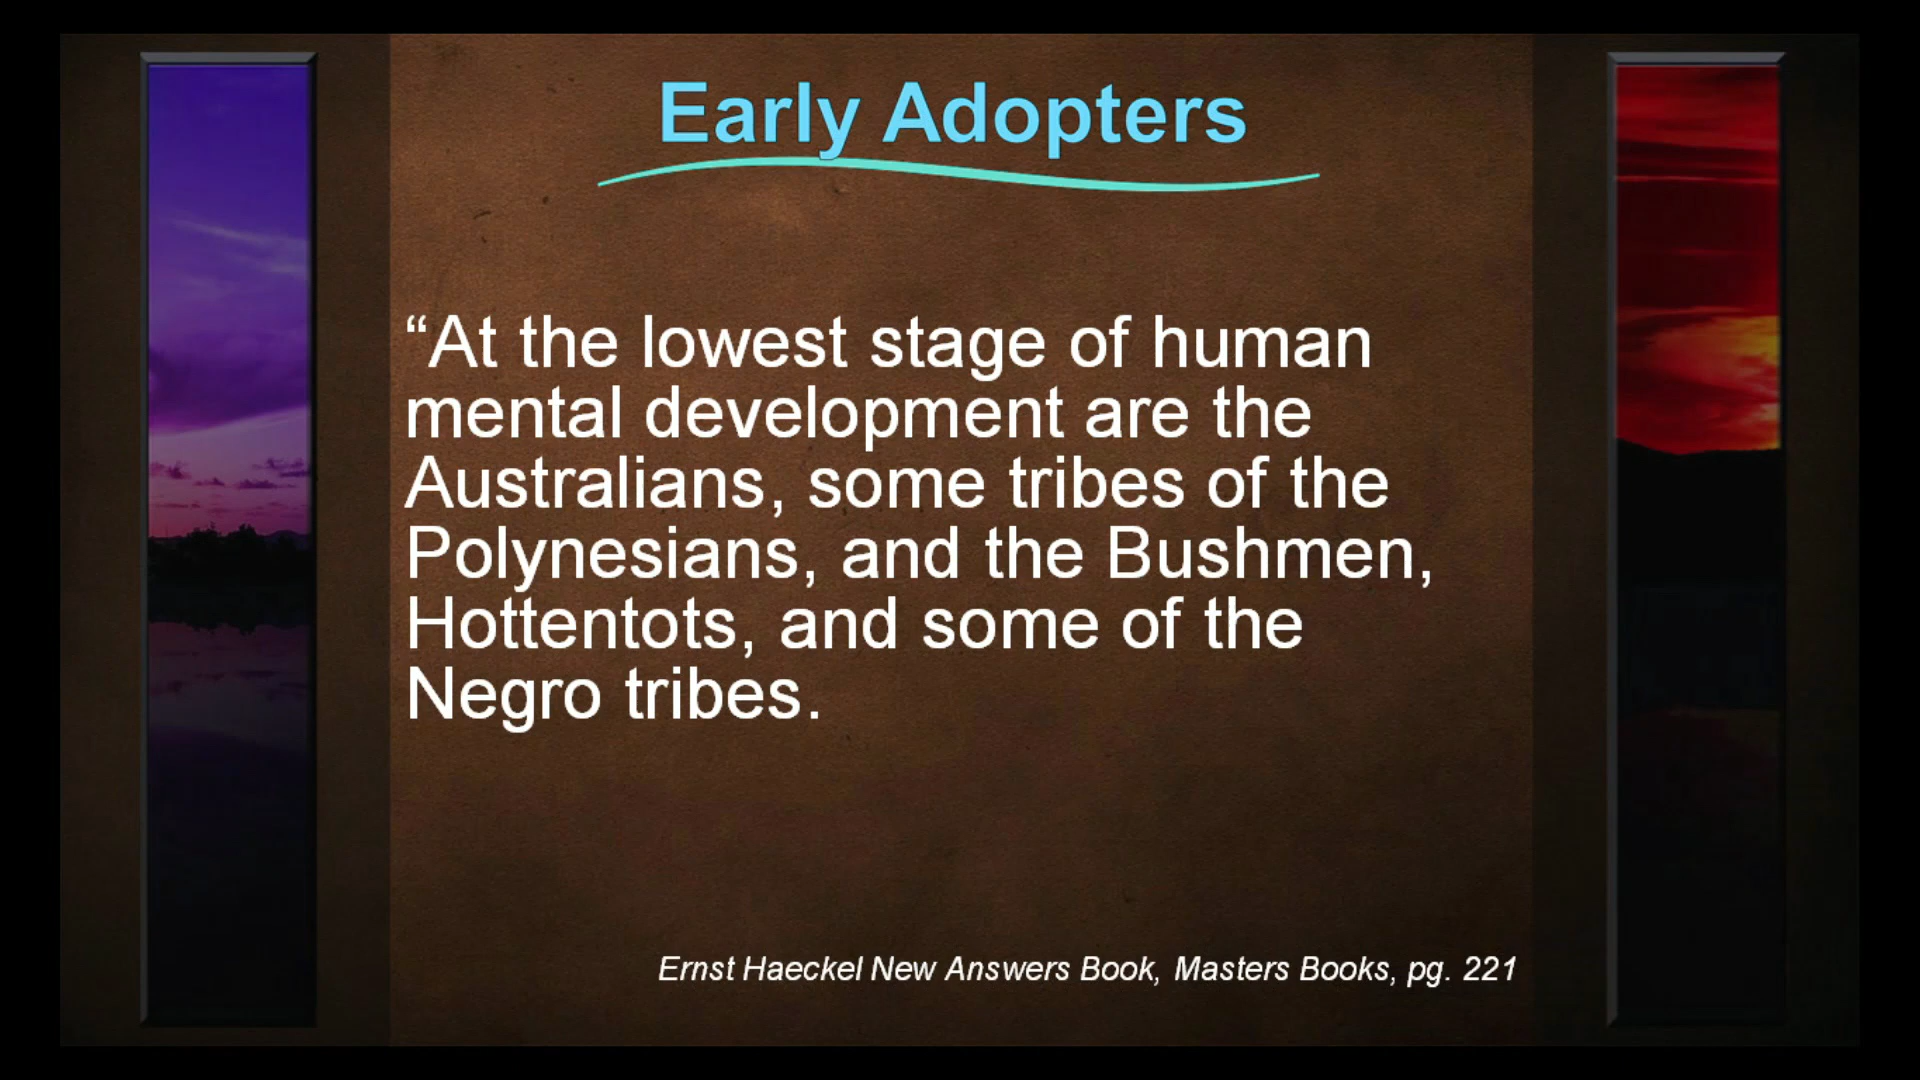 Early Adopters
“At the lowest stage of human
mental development are the
Australians, some tribes of the
Polynesians, and the Bushmen,
Hottentots, and some of the
Negro tribes.
Ernst Haeckel New Answers Book, Masters Books, pg. 221